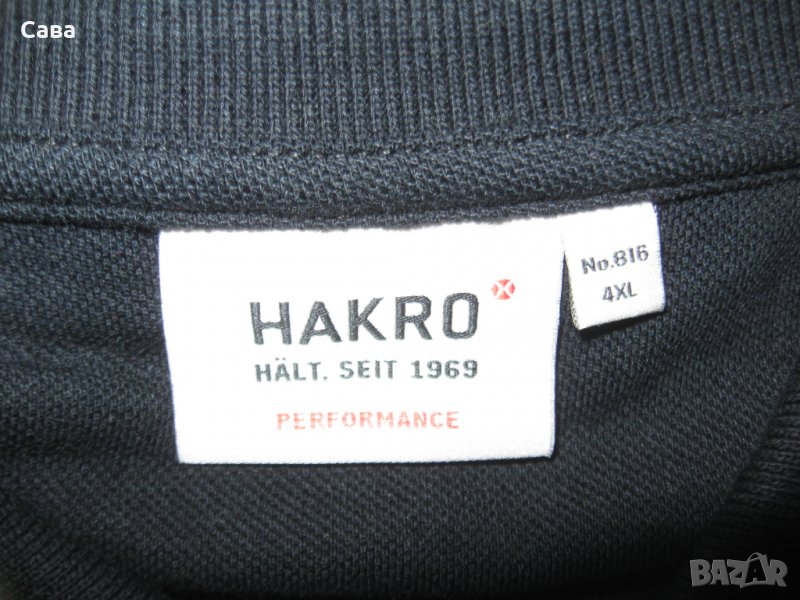 Сава
HAKRO
HÄLT. SEIT 1969
PERFORMANCE
No.816
4XL
BAZAR